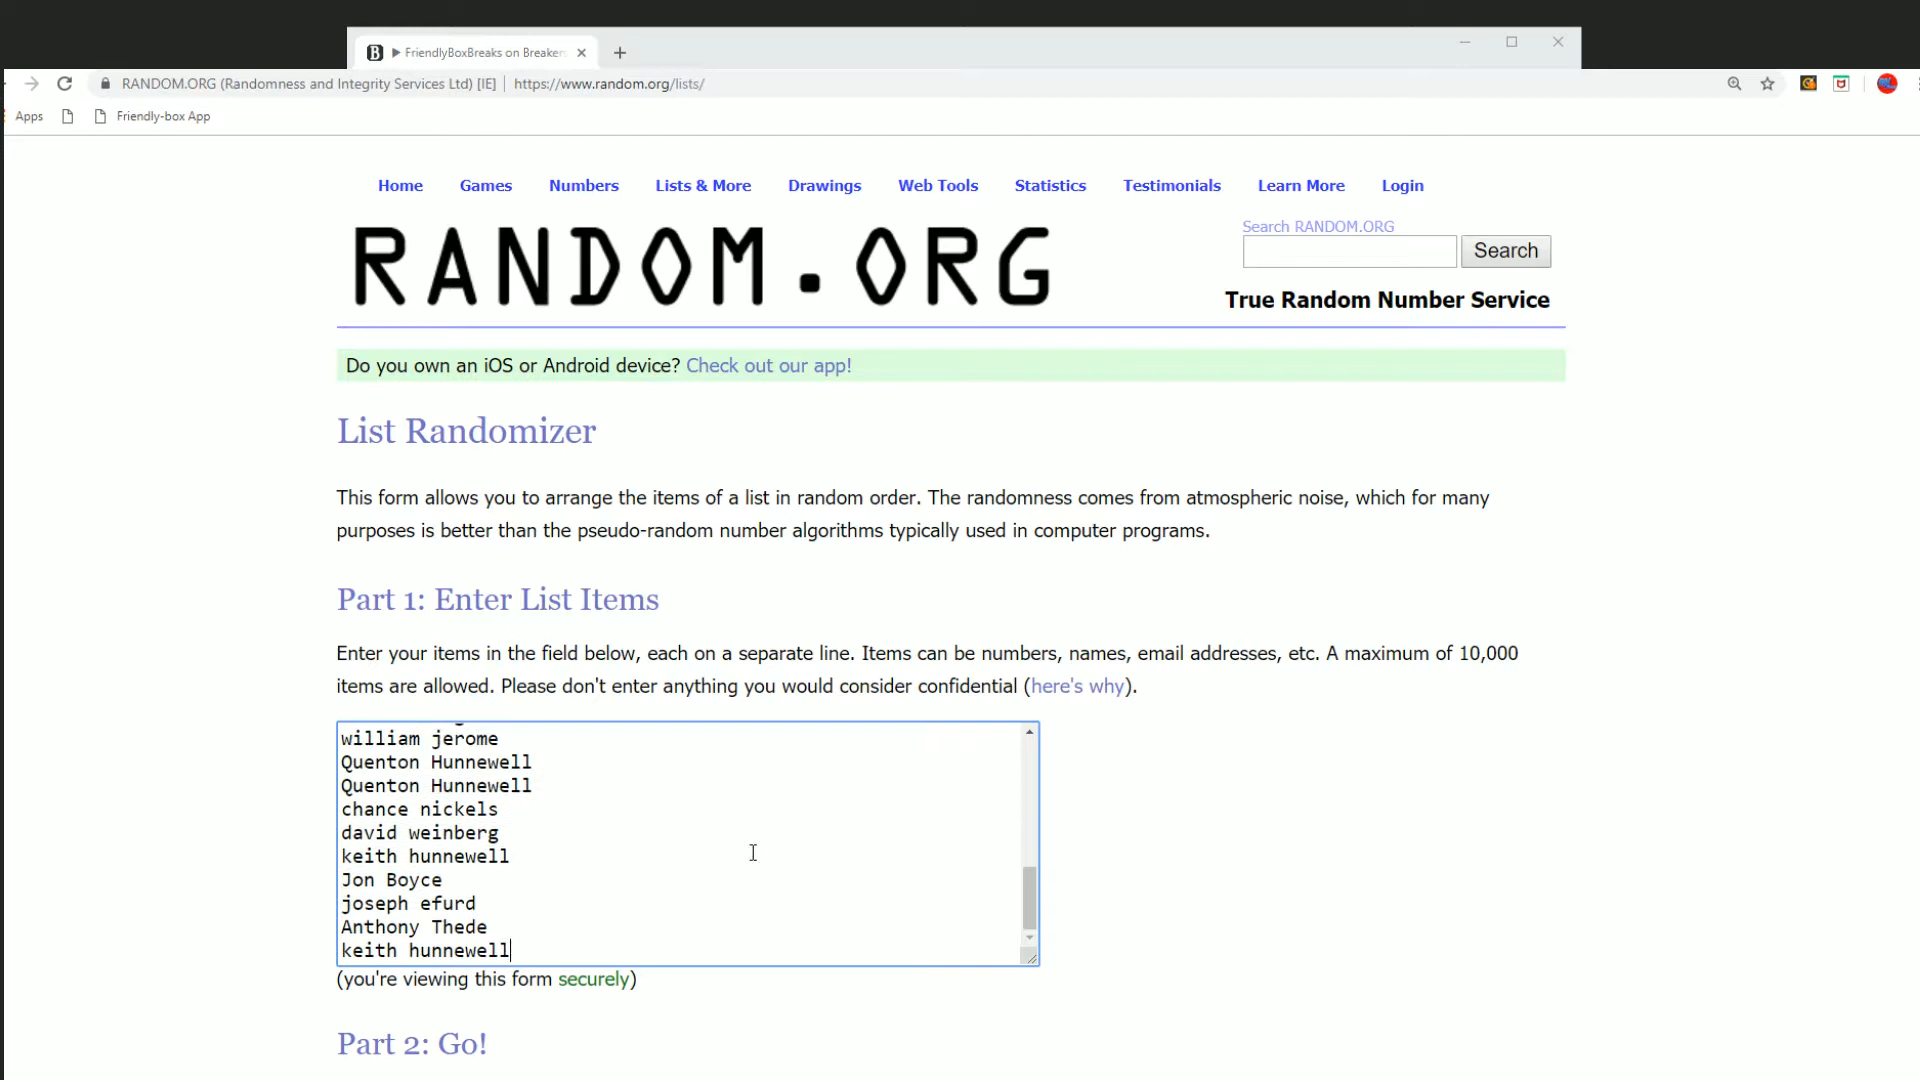 FriendlyBoxBreaks on Breaker
RANDOM.ORG (Randomness and Integrity Services Ltd) [IE] | https://www.random.org/lists/
Apps Friendly-box App
Home Games Numbers Lists & More Drawings Web Tools Statistics Testimonials Learn More Login
RANDOM.ORG
Search RANDOM.ORG
Search
True Random Number Service
Do you own an iOS or Android device? Check out our app!
List Randomizer
This form allows you to arrange the items of a list in random order. The randomness comes from atmospheric noise, which for many
purposes is better than the pseudo-random number algorithms typically used in computer programs.
Part 1: Enter List Items
Enter your items in the field below, each on a separate line. Items can be numbers, names, email addresses, etc. A maximum of 10,000
items are allowed. Please don't enter anything you would consider confidential (here's why).
william jerome
Quenton Hunnewell
Quenton Hunnewell
chance nickels
david weinberg
keith hunnewell
Jon Boyce
joseph efurd
Anthony Thede
keith hunnewell
(you're viewing this form securely)
Part 2: Go!